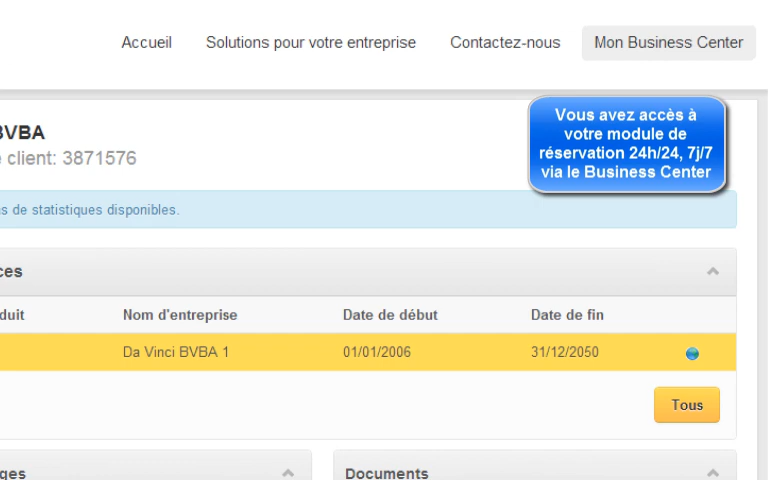 Accueil Solutions pour votre entreprise Contactez-nous Mon Business Center
BVBA
client: 3871576
Vous avez accès à
votre module de
réservation 24h/24, 7j/7
via le Business Center
s de statistiques disponibles.
ces
duit Nom d'entreprise Date de début Date de fin
Da Vinci BVBA 1 01/01/2006 31/12/2050
Tous
ges Documents